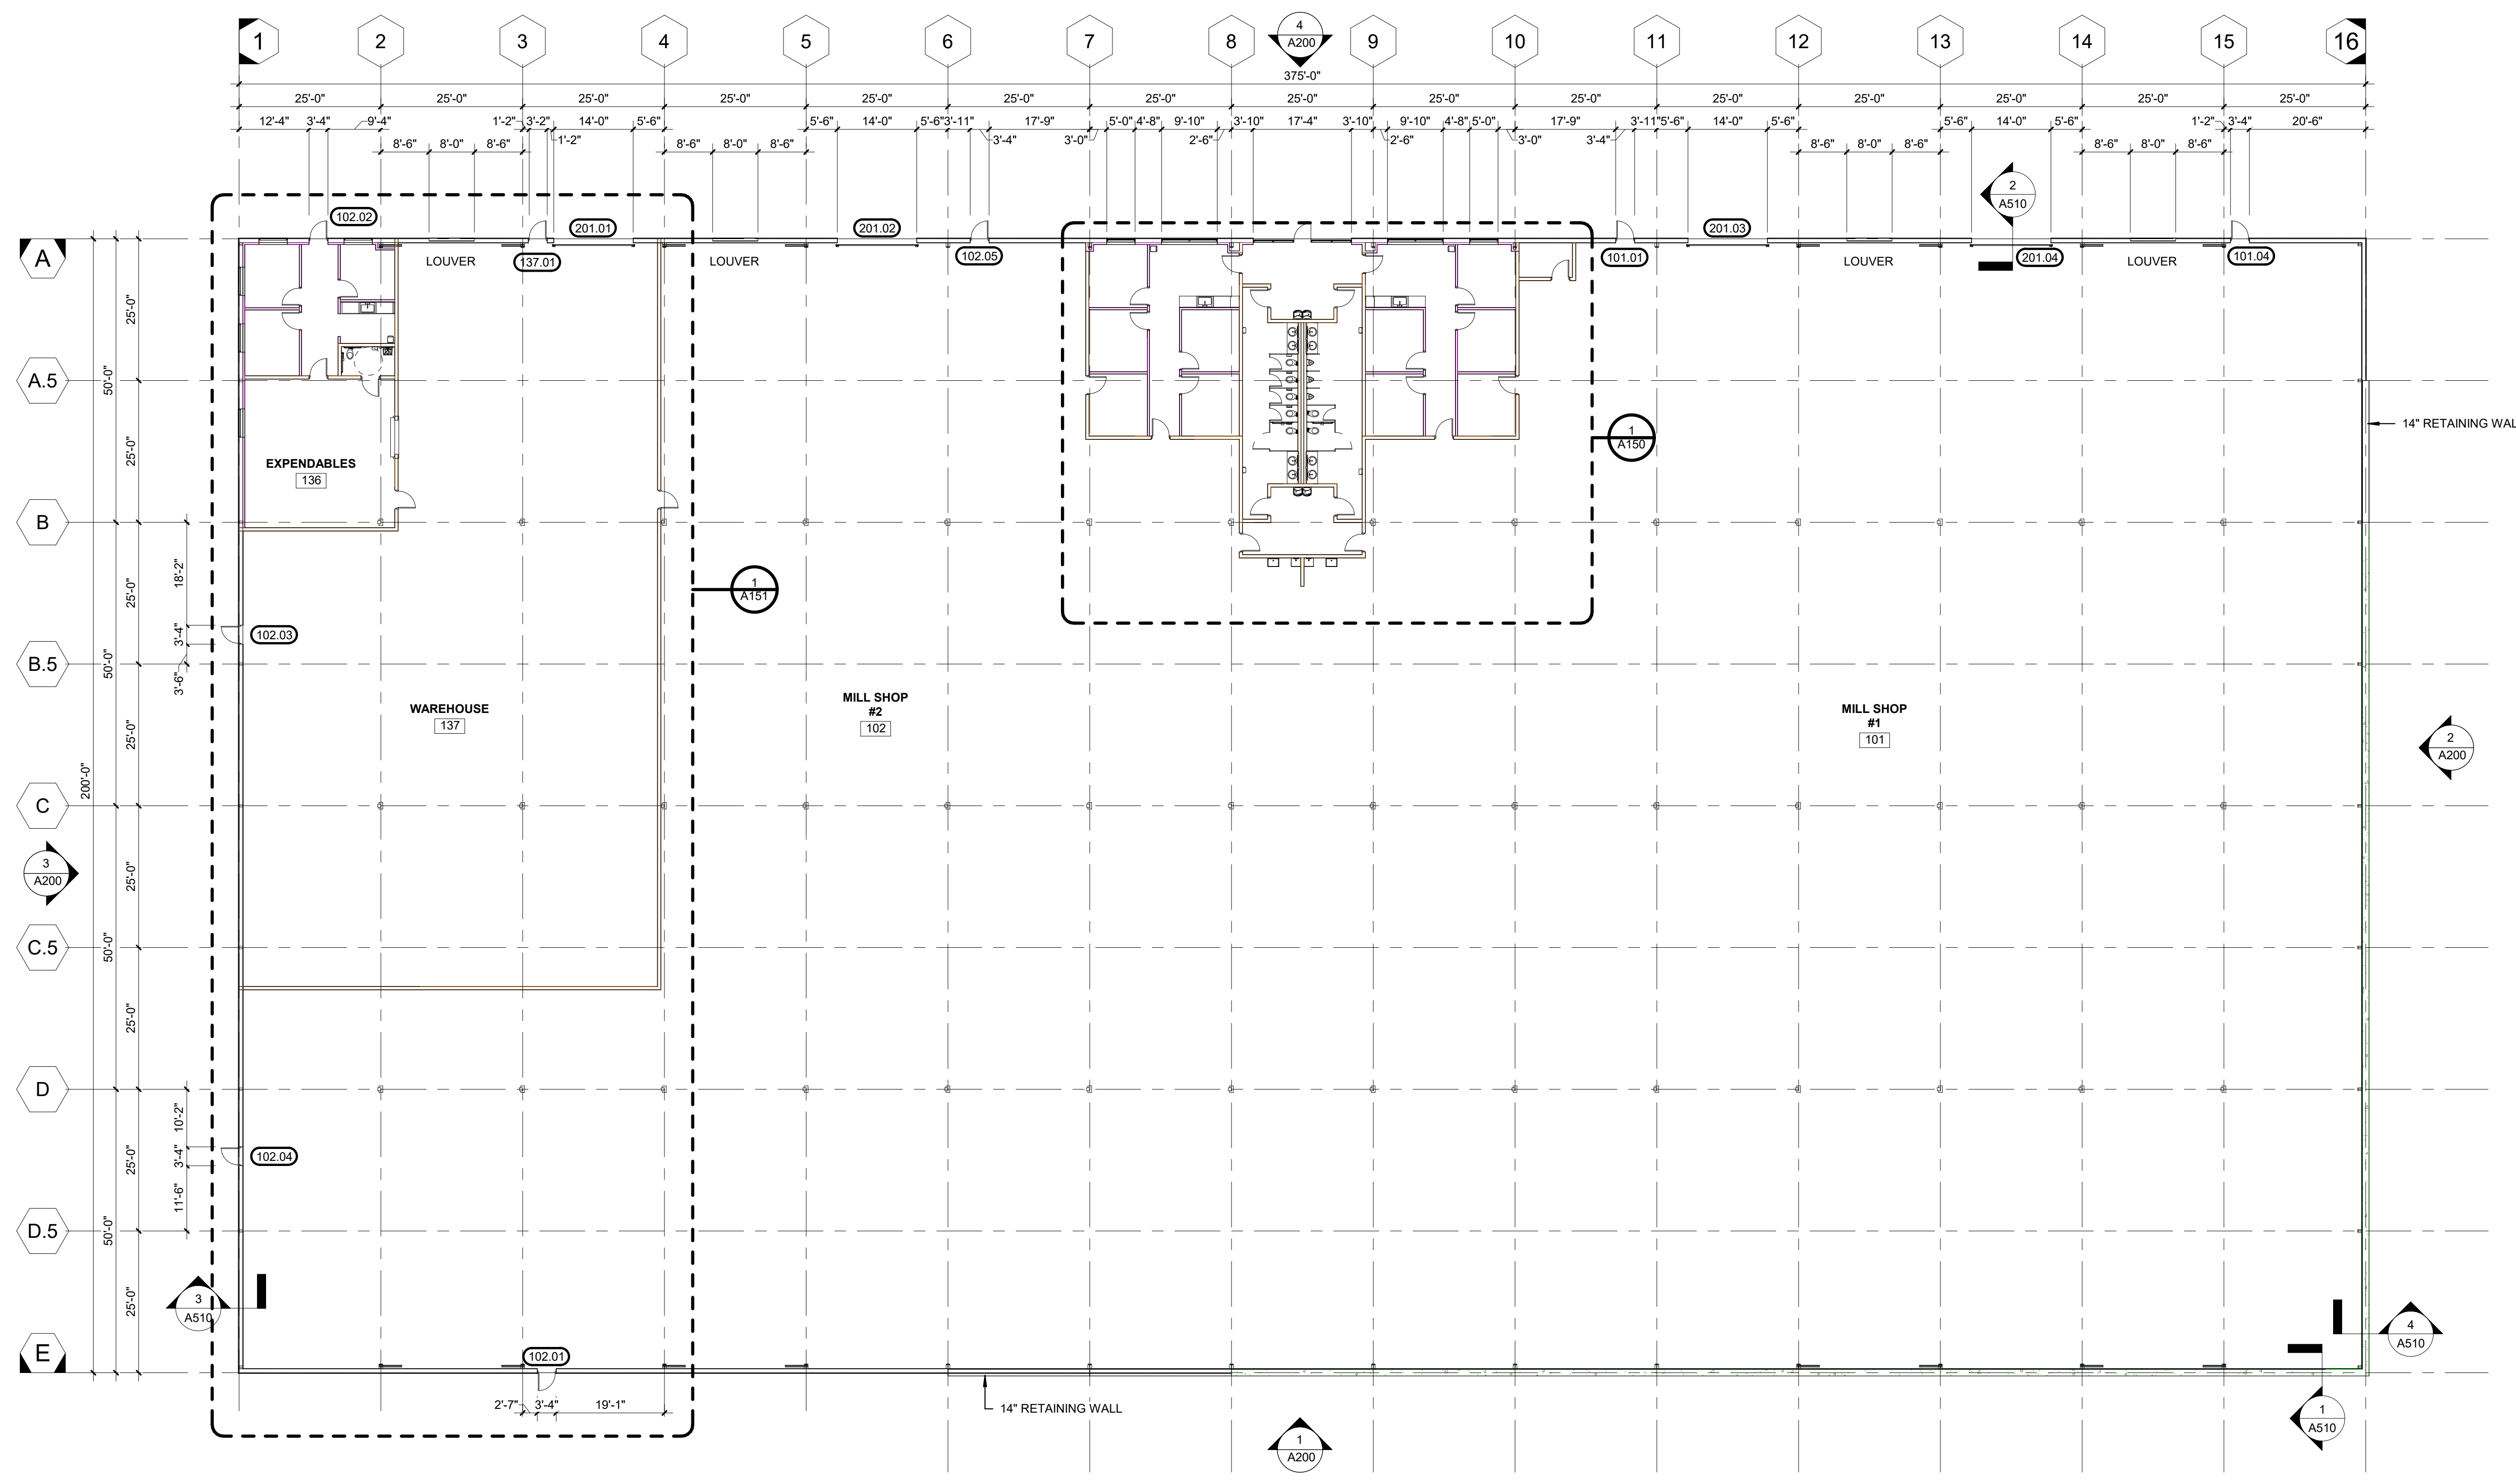 1 2 3 4 5 6 7 8 9 10 11 12 13 14 15 16
4
A200
375'-0"
25'-0" 25'-0" 25'-0" 25'-0" 25'-0" 25'-0" 25'-0" 25'-0" 25'-0" 25'-0" 25'-0" 25'-0" 25'-0" 25'-0" 25'-0"
12'-4" 3'-4" 9'-4" 1'-2" 3'-2" 14'-0" 5'-6" 5'-6" 14'-0" 5'-6" 3'-11" 17'-9" 5'-0" 4'-8" 9'-10" 3'-10" 17'-4" 3'-10" 9'-10" 4'-8" 5'-0" 17'-9" 3'-11" 5'-6" 14'-0" 5'-6" 5'-6" 14'-0" 5'-6" 1'-2" 3'-4" 20'-6"
8'-6" 8'-0" 8'-6" 1'-2" 8'-6" 8'-0" 8'-6" 3'-4" 3'-0" 2'-6" 2'-6" 3'-0" 3'-4" 8'-6" 8'-0" 8'-6" 8'-6" 8'-0" 8'-6"
2
A510
102.02 201.01 201.02 201.03
A
137.01 102.05 101.01 201.04 101.04
LOUVER LOUVER LOUVER LOUVER
25'-0"
A.5
50'-0"
25'-0"
14" RETAINING WAL
1
A150
EXPENDABLES
136
B
18'-2"
25'-0"
1
A151
3'-4"
102.03
B.5
50'-0"
3'-6"
MILL SHOP
#2
102
WAREHOUSE
137
MILL SHOP
#1
101
25'-0"
2
A200
200'-0"
C
3
A200
25'-0"
C.5
50'-0"
25'-0"
D
10'-2"
3'-4"
102.04
25'-0"
11'-6"
D.5
50'-0"
25'-0"
3
A510
4
A510
E
102.01
2'-7" 3'-4" 19'-1"
14" RETAINING WALL
1
A510
1
A200